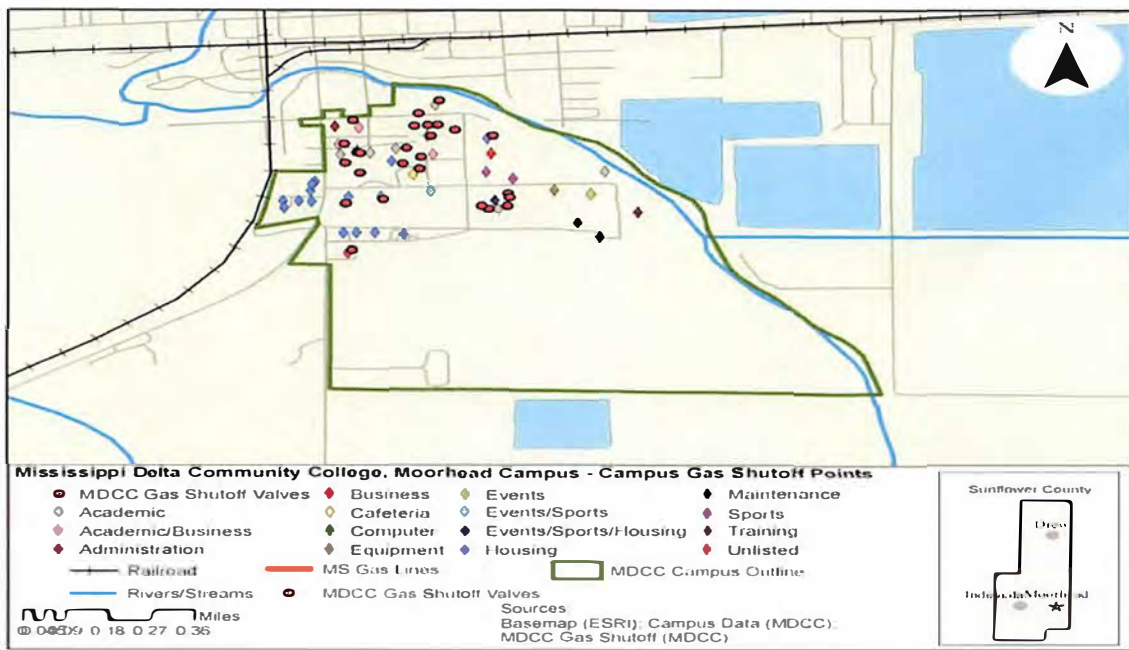 N
Mississippi Delta Community College, Moorhead Campus - Campus Gas Shutoff Points
MDCC Gas Shutoff Valves
Academic
Academic/Business
Administration
Business
Cafeteria
Computer
Equipment
Events
Events/Sports
Events/Sports/Housing
Housing
Maintenance
Sports
Training
Unlisted
Railroad
MS Gas Lines
MDCC Campus Outline
Rivers/Streams
MDCC Gas Shutoff Valves
Miles
0 18 0 27 0 36
Sources
Basemap (ESRI); Campus Data (MDCC);
MDCC Gas Shutoff (MDCC)
Sunflower County
Drew
Indianola Moorhead